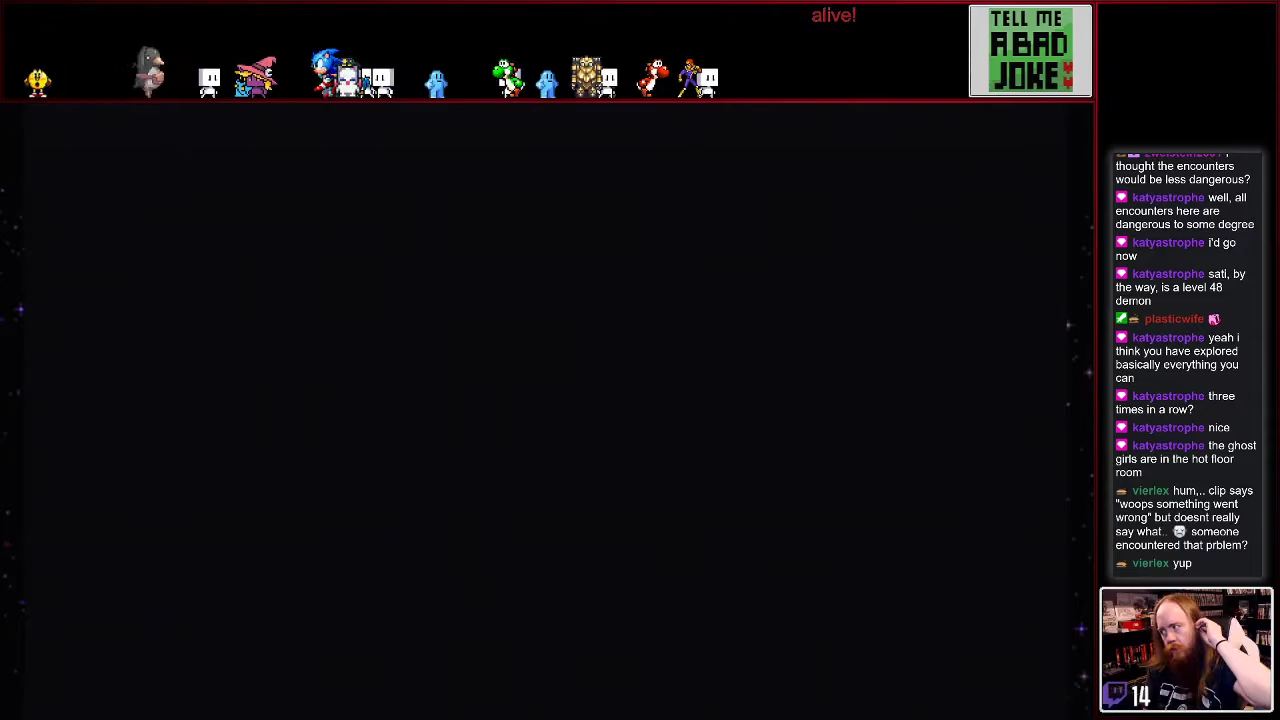 alive!
TELL ME
A BAD
JOKE
thought the encounters
would be less dangerous?
katyastrophe well, all
encounters here are
dangerous to some degree
katyastrophe i'd go
now
katyastrophe sati, by
the way, is a level 48
demon
plasticwife
katyastrophe yeah i
think you have explored
basically everything you
can
katyastrophe three
times in a row?
katyastrophe nice
katyastrophe the ghost
girls are in the hot floor
room
vierlex hum,.. clip says
"woops something went
wrong" but doesnt really
say what.. someone
encountered that prblem?
vierlex yup
14